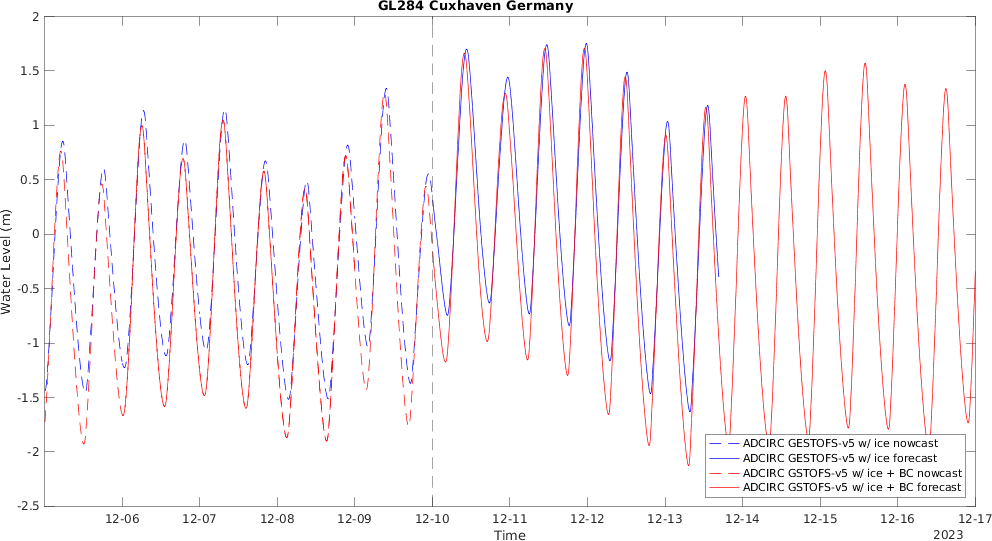 GL284 Cuxhaven Germany
2
1.5
1
0.5
0
-0.5
-1
-1.5
-2
-2.5
Water Level (m)
ADCIRC GESTOFS-v5 w/ ice nowcast
ADCIRC GESTOFS-v5 w/ ice forecast
ADCIRC GSTOFS-v5 w/ ice + BC nowcast
ADCIRC GSTOFS-v5 w/ ice + BC forecast
12-06 12-07 12-08 12-09 12-10 12-11 12-12 12-13 12-14 12-15 12-16 12-17
Time
2023